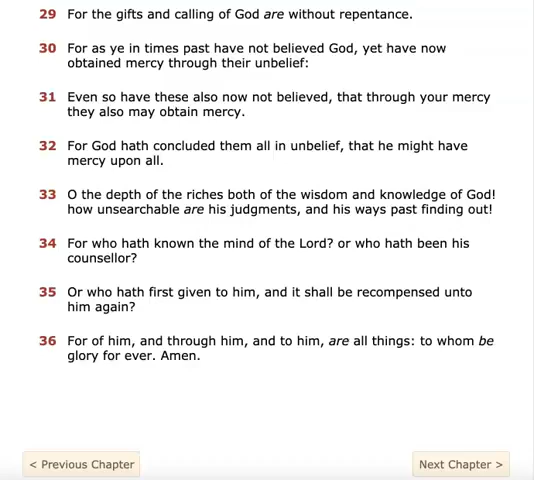 29 For the gifts and calling of God are without repentance.
30 For as ye in times past have not believed God, yet have now
obtained mercy through their unbelief:
31 Even so have these also now not believed, that through your mercy
they also may obtain mercy.
32 For God hath concluded them all in unbelief, that he might have
mercy upon all.
33 O the depth of the riches both of the wisdom and knowledge of God!
how unsearchable are his judgments, and his ways past finding out!
34 For who hath known the mind of the Lord? or who hath been his
counsellor?
35 Or who hath first given to him, and it shall be recompensed unto
him again?
36 For of him, and through him, and to him, are all things: to whom be
glory for ever. Amen.
< Previous Chapter Next Chapter >